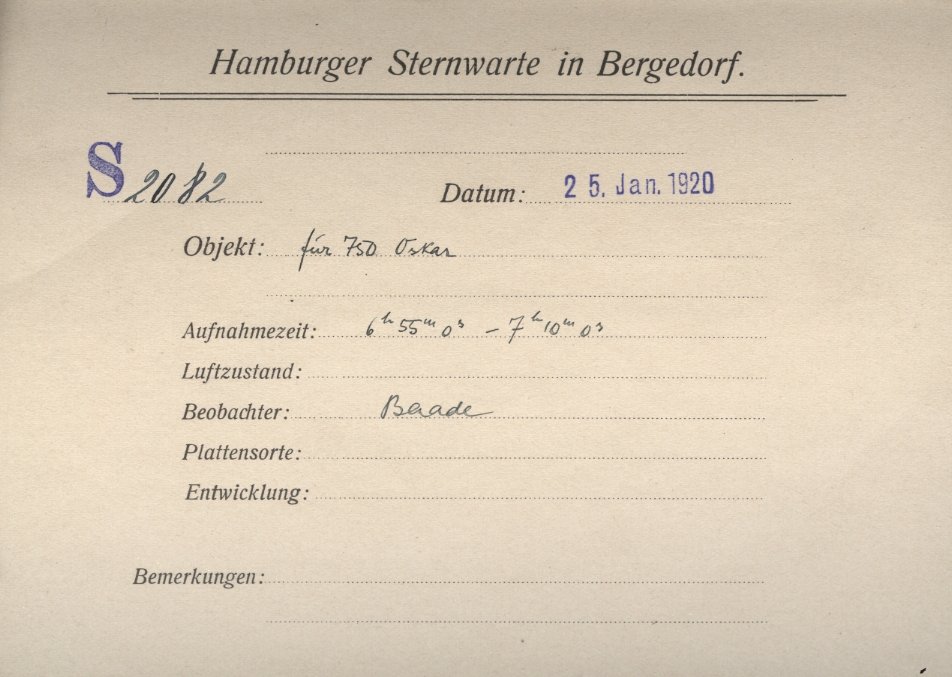 Hamburger Sternwarte in Bergedorf.
S 2082
Datum: 25. Jan. 1920
Objekt: für 750 Oskar
Aufnahmezeit: 6h 55m 0s – 7h 10m 0s
Luftzustand:
Beobachter: Baade
Plattensorte:
Entwicklung:
Bemerkungen: